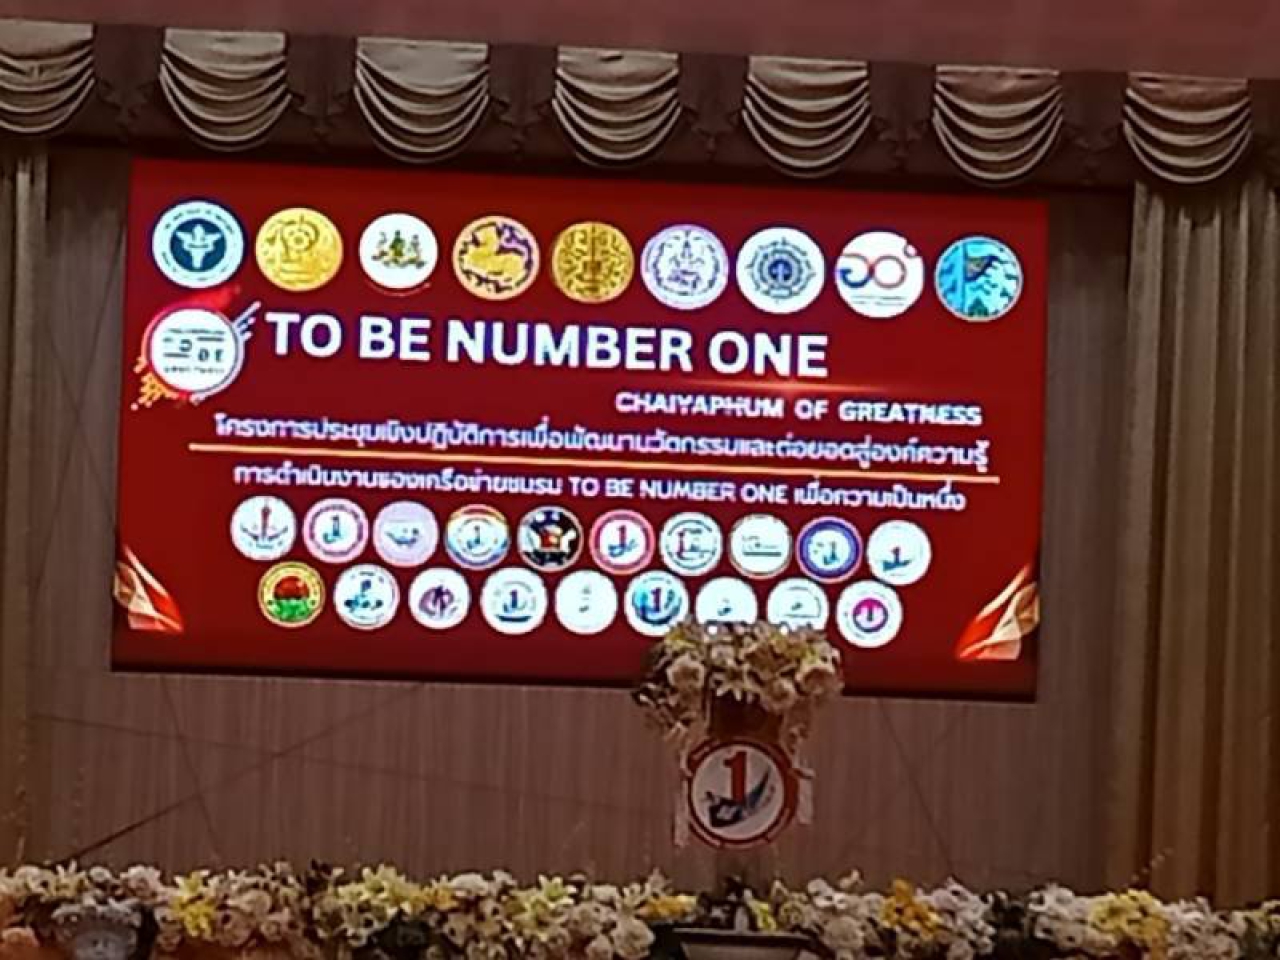 TO BE NUMBER ONE
CHAIYAPHUM OF GREATNESS
โครงการประชุมเชิงปฏิบัติการเพื่อพัฒนานวัตกรรมและต่อยอดสู่องค์ความรู้
การดำเนินงานของเครือข่ายชมรม TO BE NUMBER ONE เพื่อความเป็นหนึ่ง
1